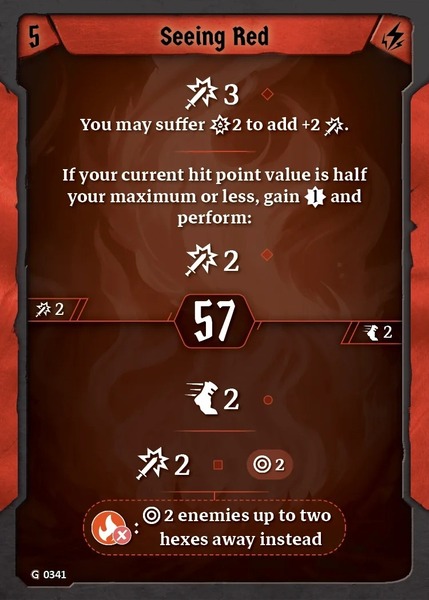 5 Seeing Red
3
You may suffer 2 to add +2 .
If your current hit point value is half
your maximum or less, gain and
perform:
2
2 57 2
2
2 2
: 2 enemies up to two
hexes away instead
G 0341